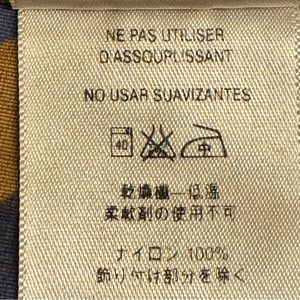 NE PAS UTILISER
D'ASSOUPLISSANT
NO USAR SUAVIZANTES
40 中
乾燥機一低温
柔軟剤の使用不可
ナイロン 100%
飾り付け部分を除く